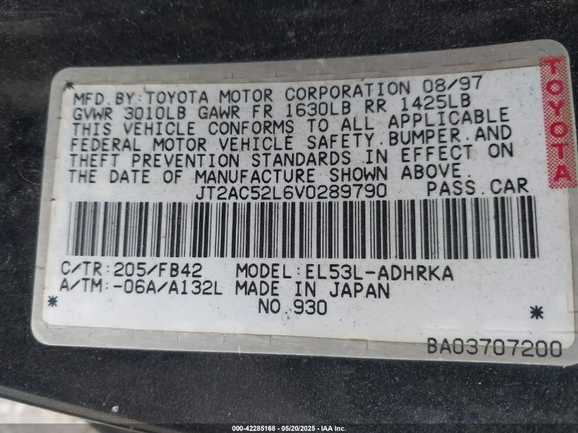 MFD.BY:TOYOTA MOTOR CORPORATION 08/97
GVWR 3010LB GAWR FR 1630LB RR 1425LB
THIS VEHICLE CONFORMS TO ALL APPLICABLE
FEDERAL MOTOR VEHICLE SAFETY,BUMPER,AND
THEFT PREVENTION STANDARDS IN EFFECT ON
THE DATE OF MANUFACTURE SHOWN ABOVE.
JT2AC52L6V0289790 PASS.CAR
TOYOTA
C/TR:205/FB42 MODEL:EL53L-ADHRKA
A/TM:-06A/A132L MADE IN JAPAN
* NO.930 *
BA03707200
000-42285168 - 05/20/2025 - IAA Inc.